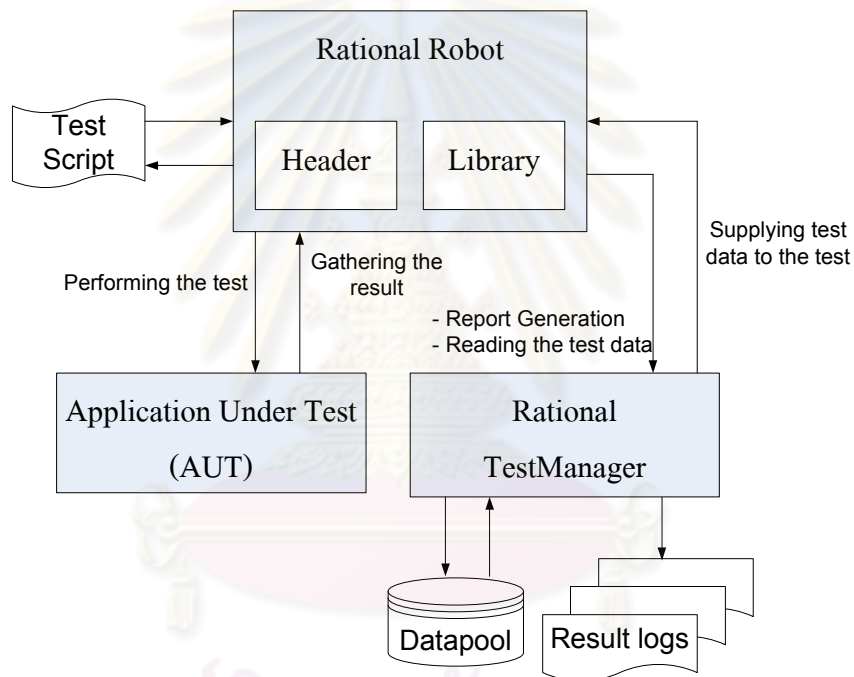 Rational Robot
Test
Script
Header
Library
Supplying test
data to the test
Performing the test
Gathering the
result
- Report Generation
- Reading the test data
Application Under Test
(AUT)
Rational
TestManager
Datapool
Result logs